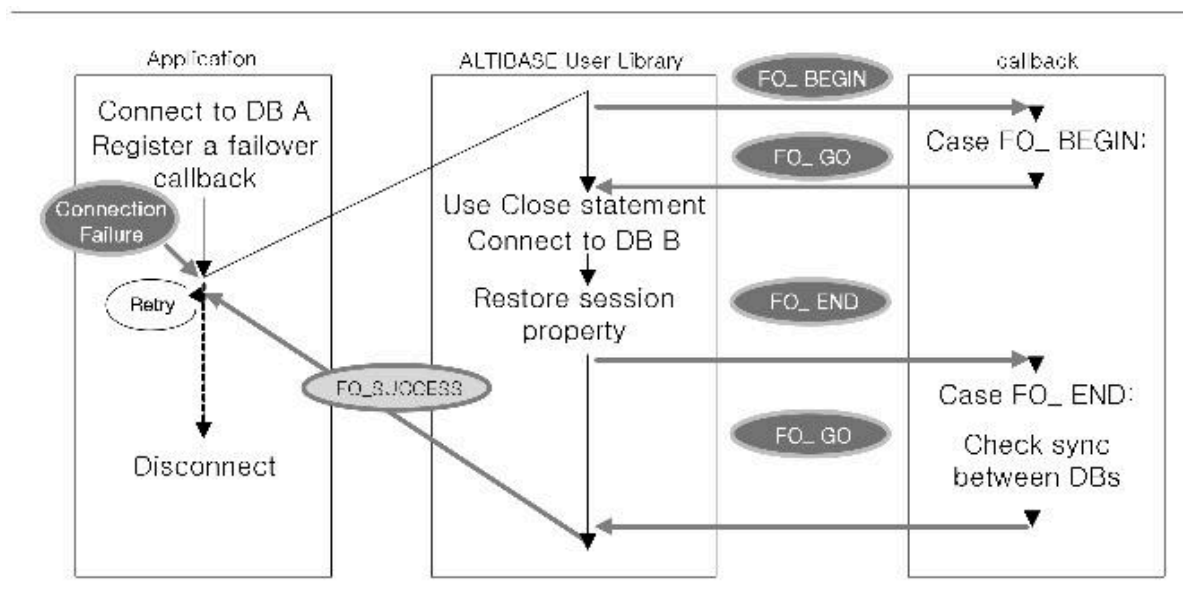 Application
Connect to DB A
Register a failover
callback
Connection
Failure
Retry
Disconnect
ALTIBASE User Library
Use Close statement
Connect to DB B
Restore session
property
FO_SUCCESS
FO_ BEGIN
FO_ GO
FO_ END
FO_ GO
callback
Case FO_ BEGIN:
Case FO_ END:
Check sync
between DBs